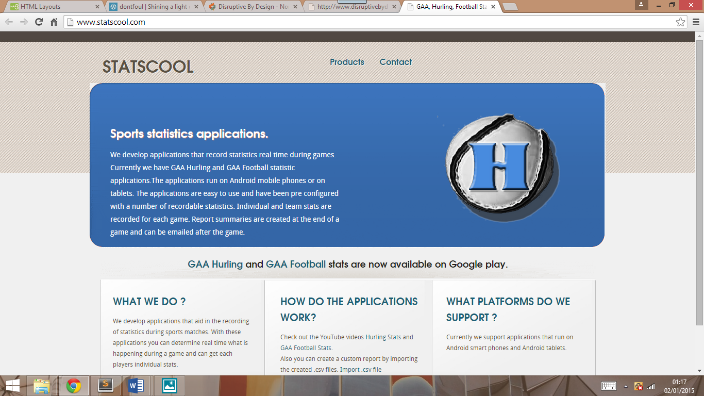 HTML Layouts
dontfoul | Shining a light
Disruptive By Design - No
http://www.disruptivebyd
GAA, Hurling, Football Sta
www.statscool.com
STATSCOOL
Products
Contact
Sports statistics applications.
We develop applications that record statistics real time during games
Currently we have GAA Hurling and GAA Football statistic
applications.The applications run on Android mobile phones or on
tablets. The applications are easy to use and have been pre configured
with a number of recordable statistics. Individual and team stats are
recorded for each game. Report summaries are created at the end of a
game and can be emailed after the game.
H
GAA Hurling and GAA Football stats are now available on Google play.
WHAT WE DO ?
We develop applications that aid in the recording
of statistics during sports matches. With these
applications you can determine real time what is
happening during a game and can get each
players individual stats.
HOW DO THE APPLICATIONS
WORK?
Check out the YouTube videos Hurling Stats and
GAA Football Stats.
Also you can create a custom report by importing
the created .csv files. Import .csv file
WHAT PLATFORMS DO WE
SUPPORT ?
Currently we support applications that run on
Android smart phones and Android tablets.
01:17
02/01/2015